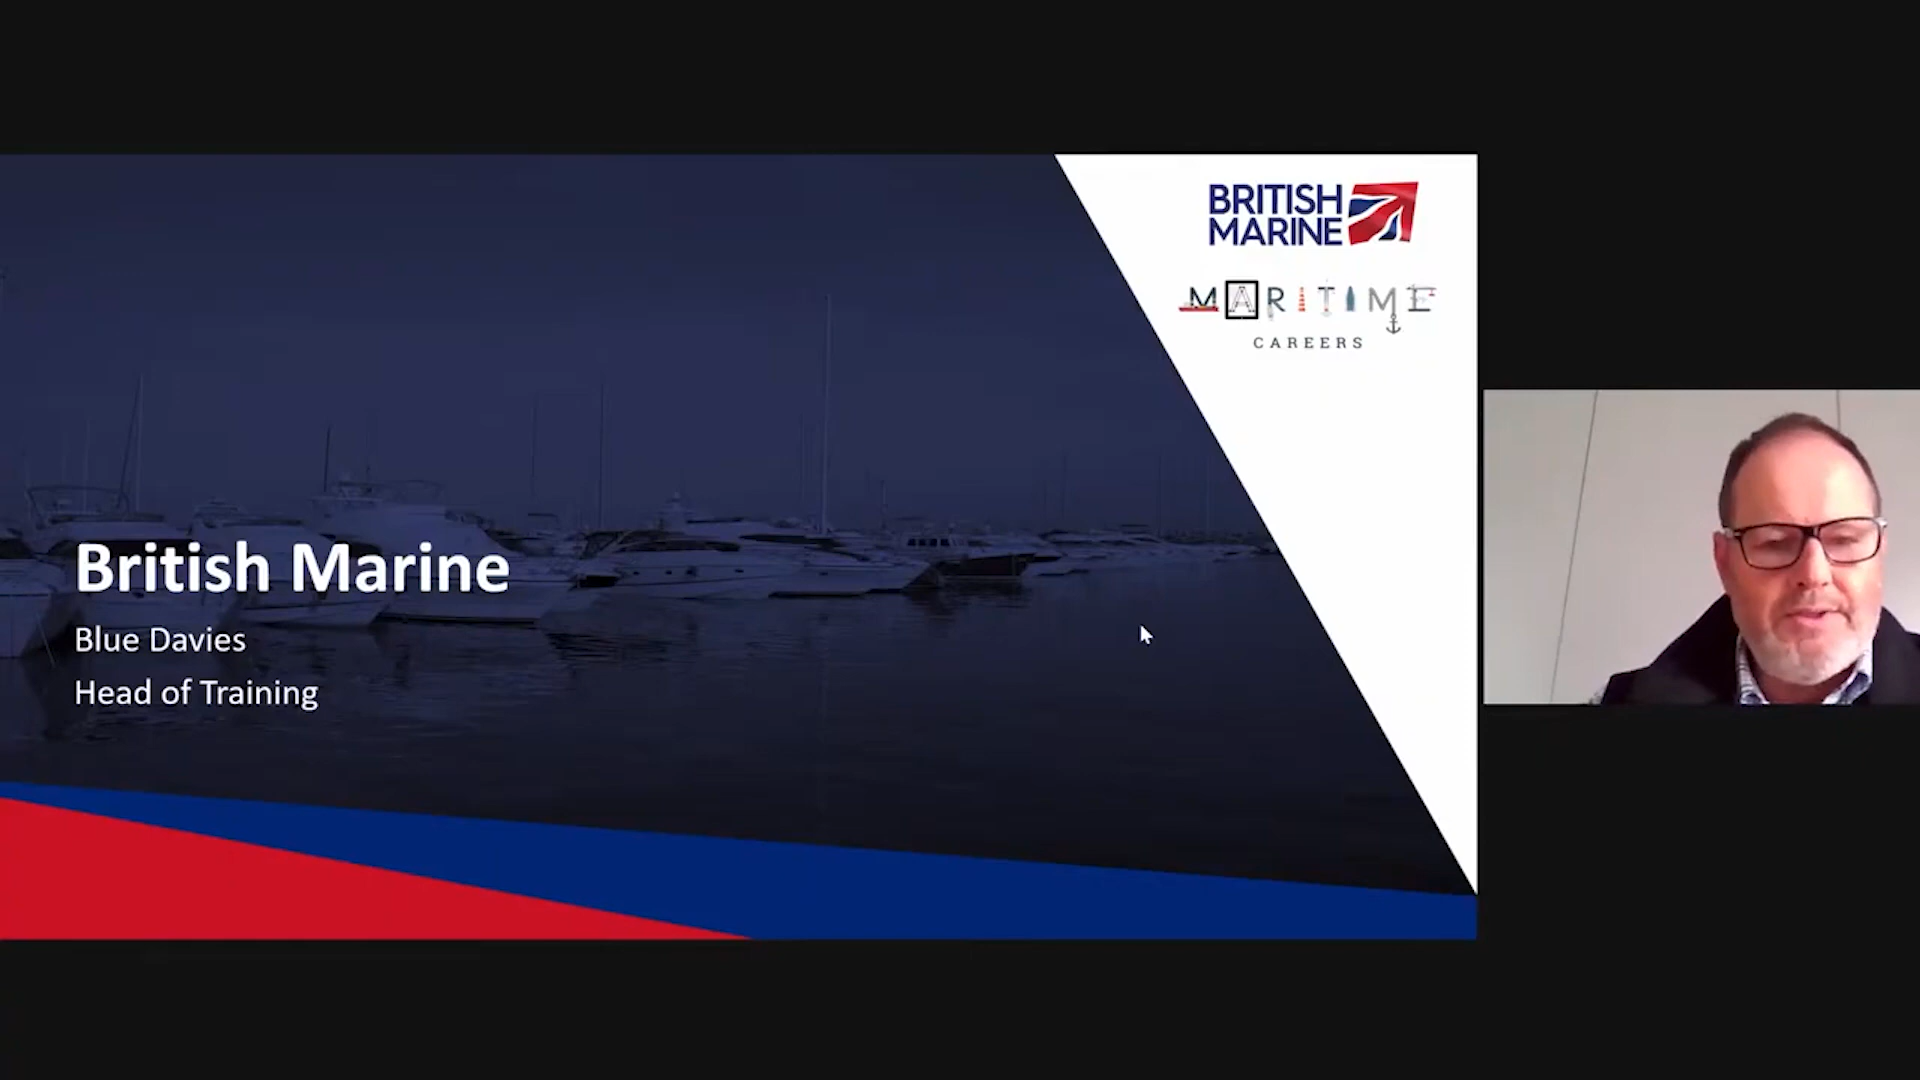 BRITISH
MARINE
MARITIME
CAREERS
British Marine
Blue Davies
Head of Training